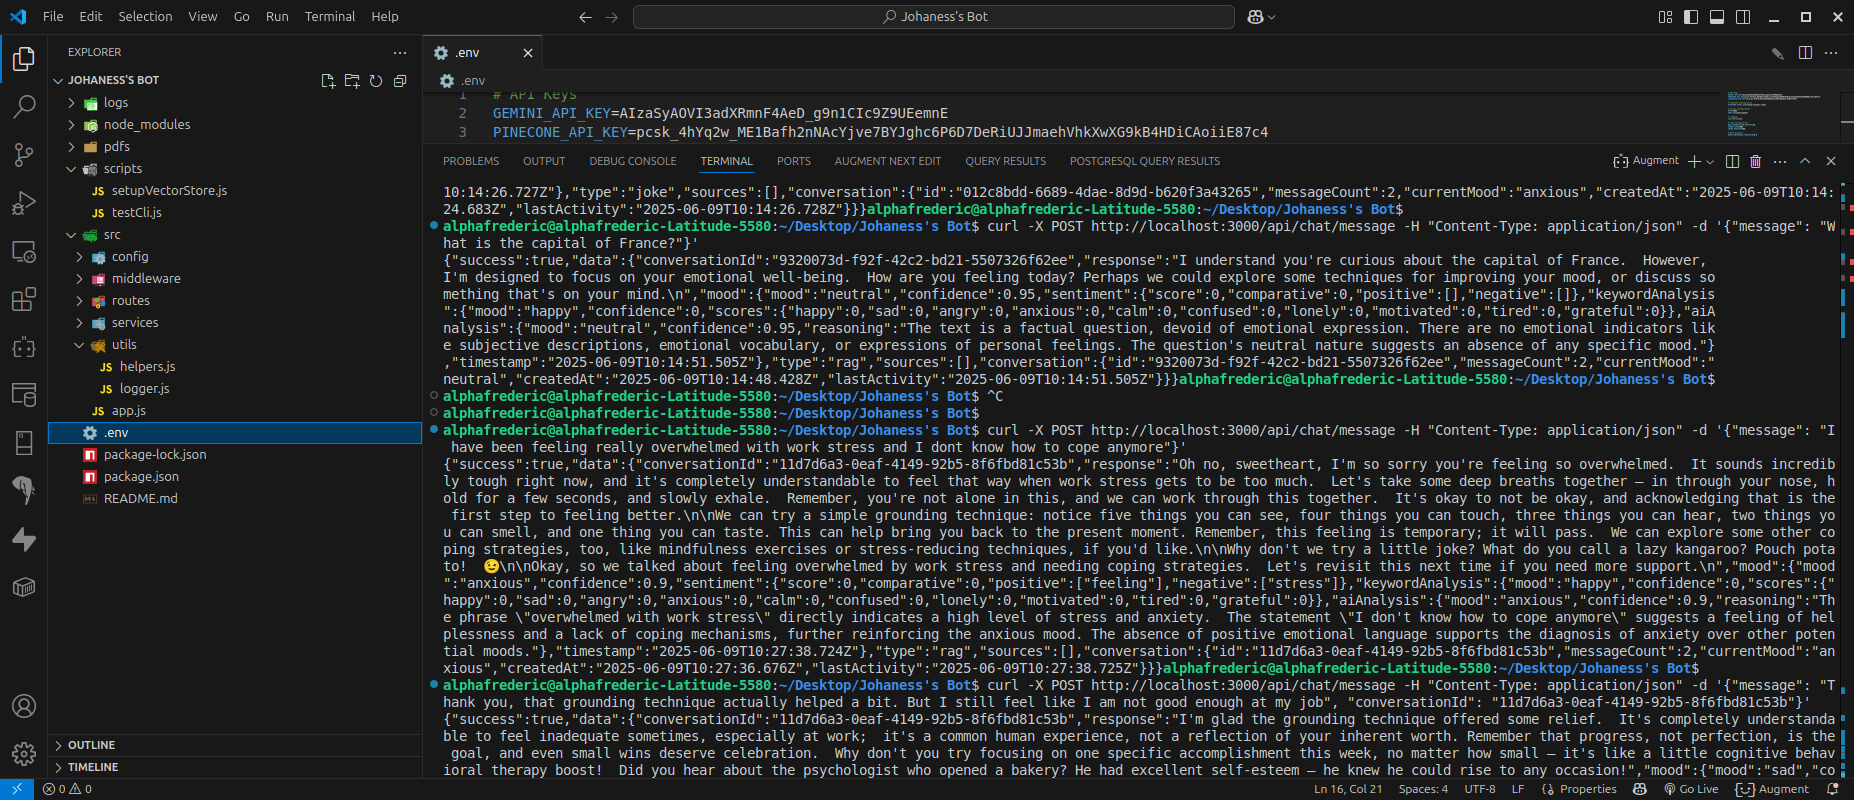 File Edit Selection View Go Run Terminal Help
Johaness's Bot
EXPLORER
JOHANESS'S BOT
logs
node_modules
pdfs
scripts
JS setupVectorStore.js
JS testCli.js
src
config
middleware
routes
services
utils
JS helpers.js
JS logger.js
JS app.js
.env
package-lock.json
package.json
README.md
OUTLINE
TIMELINE
.env
.env
1 # API Keys
2 GEMINI_API_KEY=AIzaSyAOVI3adXRmnF4AeD_g9n1CIc9Z9UEemnE
3 PINECONE_API_KEY=pcsk_4hYq2w_ME1Bafh2nNAcYjve7BYJghc6P6D7DeRiUJJmaehVhkXwXG9kB4HDiCAoiiE87c4
PROBLEMS OUTPUT DEBUG CONSOLE TERMINAL PORTS AUGMENT NEXT EDIT QUERY RESULTS POSTGRESQL QUERY RESULTS
Augment
10:14:26.727Z"},"type":"joke","sources":[],"conversation":{"id":"012c8bdd-6689-4dae-8d9d-b620f3a43265","messageCount":2,"currentMood":"anxious","createdAt":"2025-06-09T10:14:
24.683Z","lastActivity":"2025-06-09T10:14:26.728Z"}}}alphafrederic@alphafrederic-Latitude-5580:~/Desktop/Johaness's Bot$
alphafrederic@alphafrederic-Latitude-5580:~/Desktop/Johaness's Bot$ curl -X POST http://localhost:3000/api/chat/message -H "Content-Type: application/json" -d '{"message": "W
hat is the capital of France?"}'
{"success":true,"data":{"conversationId":"9320073d-f92f-42c2-bd21-5507326f62ee","response":"I understand you're curious about the capital of France.  However,
I'm designed to focus on your emotional well-being.  How are you feeling today? Perhaps we could explore some techniques for improving your mood, or discuss so
mething that's on your mind.\n","mood":{"mood":"neutral","confidence":0.95,"sentiment":{"score":0,"comparative":0,"positive":[],"negative":[]},"keywordAnalysis
":{"mood":"happy","confidence":0,"scores":{"happy":0,"sad":0,"angry":0,"anxious":0,"calm":0,"confused":0,"lonely":0,"motivated":0,"tired":0,"grateful":0}},"aiA
nalysis":{"mood":"neutral","confidence":0.95,"reasoning":"The text is a factual question, devoid of emotional expression. There are no emotional indicators lik
e subjective descriptions, emotional vocabulary, or expressions of personal feelings. The question's neutral nature suggests an absence of any specific mood."}
,"timestamp":"2025-06-09T10:14:51.505Z"},"type":"rag","sources":[],"conversation":{"id":"9320073d-f92f-42c2-bd21-5507326f62ee","messageCount":2,"currentMood":"
neutral","createdAt":"2025-06-09T10:14:48.428Z","lastActivity":"2025-06-09T10:14:51.505Z"}}}alphafrederic@alphafrederic-Latitude-5580:~/Desktop/Johaness's Bot$
alphafrederic@alphafrederic-Latitude-5580:~/Desktop/Johaness's Bot$ ^C
alphafrederic@alphafrederic-Latitude-5580:~/Desktop/Johaness's Bot$
alphafrederic@alphafrederic-Latitude-5580:~/Desktop/Johaness's Bot$ curl -X POST http://localhost:3000/api/chat/message -H "Content-Type: application/json" -d '{"message": "I
have been feeling really overwhelmed with work stress and I dont know how to cope anymore"}'
{"success":true,"data":{"conversationId":"11d7d6a3-0eaf-4149-92b5-8f6fbd81c53b","response":"Oh no, sweetheart, I'm so sorry you're feeling so overwhelmed.  It sounds incredib
ly tough right now, and it's completely understandable to feel that way when work stress gets to be too much.  Let's take some deep breaths together – in through your nose, h
old for a few seconds, and slowly exhale.  Remember, you're not alone in this, and we can work through this together.  It's okay to not be okay, and acknowledging that is the
first step to feeling better.\n\nWe can try a simple grounding technique: notice five things you can see, four things you can touch, three things you can hear, two things yo
u can smell, and one thing you can taste. This can help bring you back to the present moment. Remember, this feeling is temporary; it will pass.  We can explore some other co
ping strategies, too, like mindfulness exercises or stress-reducing techniques, if you'd like.\n\nWhy don't we try a little joke? What do you call a lazy kangaroo? Pouch pota
to!  😉\n\nOkay, so we talked about feeling overwhelmed by work stress and needing coping strategies.  Let's revisit this next time if you need more support.\n","mood":{"mood
":"anxious","confidence":0.9,"sentiment":{"score":0,"comparative":0,"positive":["feeling"],"negative":["stress"]},"keywordAnalysis":{"mood":"happy","confidence":0,"scores":{"
happy":0,"sad":0,"angry":0,"anxious":0,"calm":0,"confused":0,"lonely":0,"motivated":0,"tired":0,"grateful":0}},"aiAnalysis":{"mood":"anxious","confidence":0.9,"reasoning":"Th
e phrase \"overwhelmed with work stress\" directly indicates a high level of stress and anxiety.  The statement \"I don't know how to cope anymore\" suggests a feeling of hel
plessness and a lack of coping mechanisms, further reinforcing the anxious mood. The absence of positive emotional language supports the diagnosis of anxiety over other poten
tial moods."},"timestamp":"2025-06-09T10:27:38.724Z"},"type":"rag","sources":[],"conversation":{"id":"11d7d6a3-0eaf-4149-92b5-8f6fbd81c53b","messageCount":2,"currentMood":"an
xious","createdAt":"2025-06-09T10:27:36.676Z","lastActivity":"2025-06-09T10:27:38.725Z"}}}alphafrederic@alphafrederic-Latitude-5580:~/Desktop/Johaness's Bot$
alphafrederic@alphafrederic-Latitude-5580:~/Desktop/Johaness's Bot$ curl -X POST http://localhost:3000/api/chat/message -H "Content-Type: application/json" -d '{"message": "T
hank you, that grounding technique actually helped a bit. But I still feel like I am not good enough at my job", "conversationId": "11d7d6a3-0eaf-4149-92b5-8f6fbd81c53b"}'
{"success":true,"data":{"conversationId":"11d7d6a3-0eaf-4149-92b5-8f6fbd81c53b","response":"I'm glad the grounding technique offered some relief.  It's completely understanda
ble to feel inadequate sometimes, especially at work;  it's a common human experience, not a reflection of your inherent worth. Remember that progress, not perfection, is the
goal, and even small wins deserve celebration.  Why don't you try focusing on one specific accomplishment this week, no matter how small – it's like a little cognitive behav
ioral therapy boost!  Did you hear about the psychologist who opened a bakery? He had excellent self-esteem – he knew he could rise to any occasion!","mood":{"mood":"sad","co
0 0
Ln 16, Col 21 Spaces: 4 UTF-8 LF Properties Go Live Augment